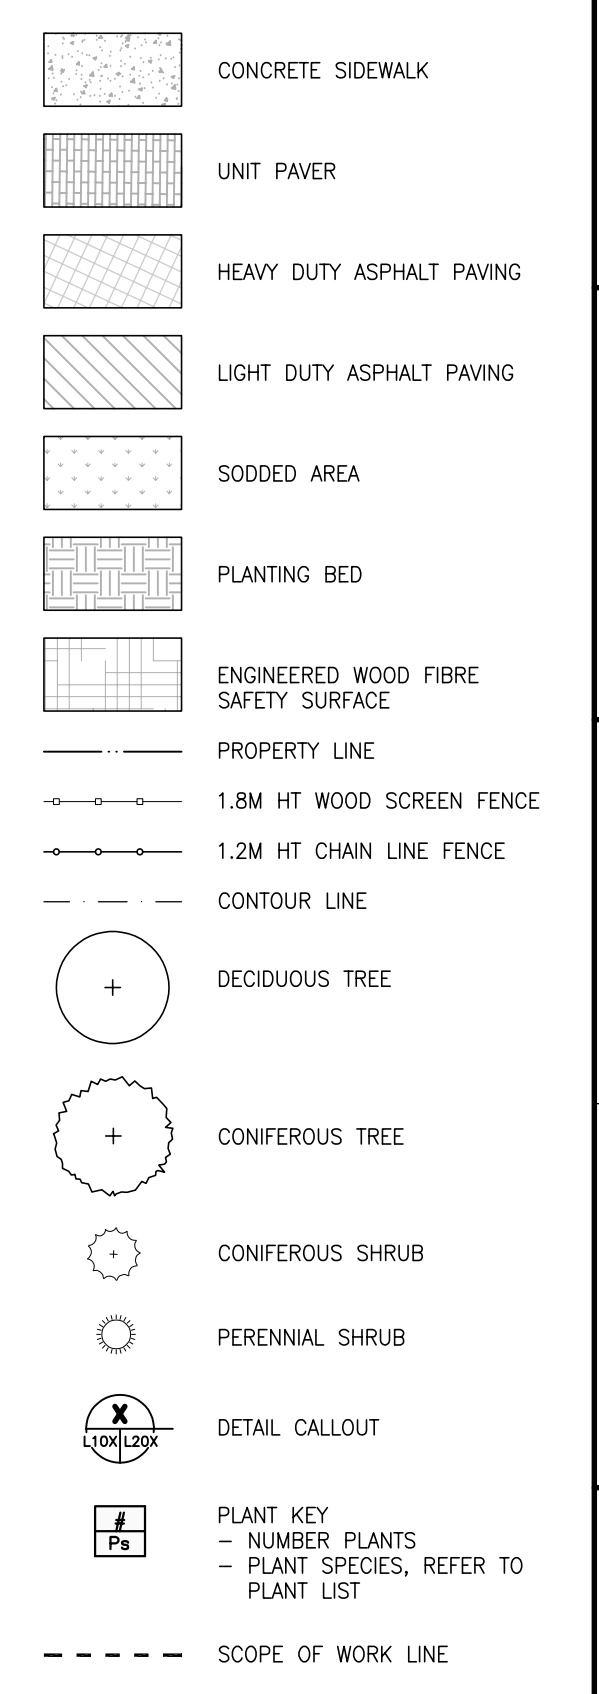 CONCRETE SIDEWALK
UNIT PAVER
HEAVY DUTY ASPHALT PAVING
LIGHT DUTY ASPHALT PAVING
SODDED AREA
PLANTING BED
ENGINEERED WOOD FIBRE
SAFETY SURFACE
PROPERTY LINE
1.8M HT WOOD SCREEN FENCE
1.2M HT CHAIN LINE FENCE
CONTOUR LINE
DECIDUOUS TREE
CONIFEROUS TREE
CONIFEROUS SHRUB
PERENNIAL SHRUB
X
L10X L20X
DETAIL CALLOUT
#
Ps
PLANT KEY
– NUMBER PLANTS
– PLANT SPECIES, REFER TO
PLANT LIST
SCOPE OF WORK LINE